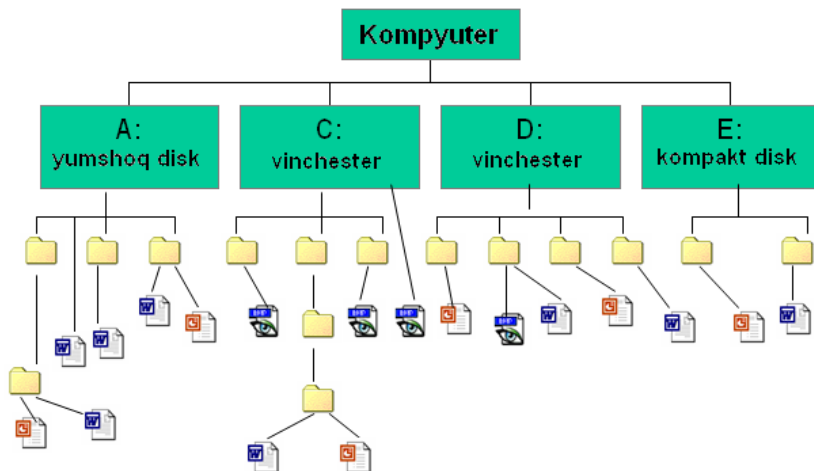 Kompyuter
A:
yumshoq disk
C:
vinchester
D:
vinchester
E:
kompakt disk